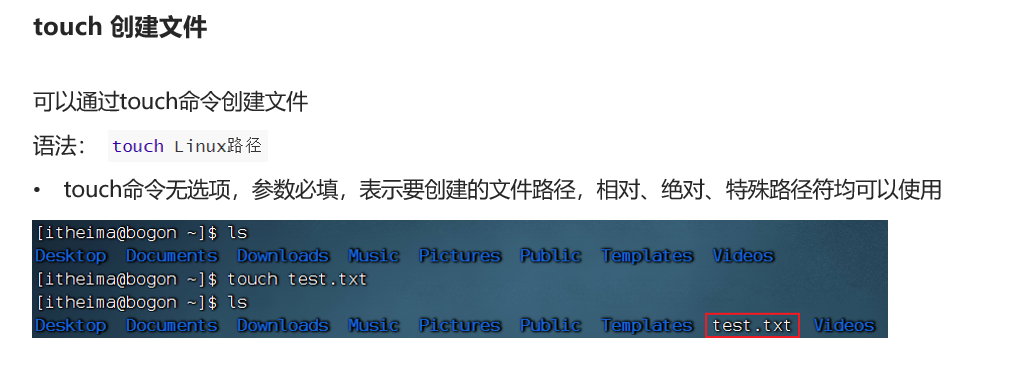 touch 创建文件
可以通过touch命令创建文件
语法： touch Linux路径
• touch命令无选项，参数必填，表示要创建的文件路径，相对、绝对、特殊路径符均可以使用
[itheima@bogon ~]$ ls
Desktop Documents Downloads Music Pictures Public Templates Videos
[itheima@bogon ~]$ touch test.txt
[itheima@bogon ~]$ ls
Desktop Documents Downloads Music Pictures Public Templates test.txt Videos